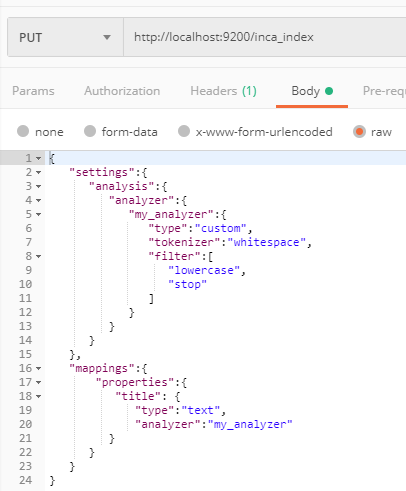 PUT http://localhost:9200/inca_index
Params Authorization Headers (1) Body
none form-data x-www-form-urlencoded raw
1 {
2 "settings":{
3 "analysis":{
4 "analyzer":{
5 "my_analyzer":{
6 "type":"custom",
7 "tokenizer":"whitespace",
8 "filter":[
9 "lowercase",
10 "stop"
11 ]
12 }
13 }
14 }
15 },
16 "mappings":{
17 "properties":{
18 "title": {
19 "type":"text",
20 "analyzer":"my_analyzer"
21 }
22 }
23 }
24 }